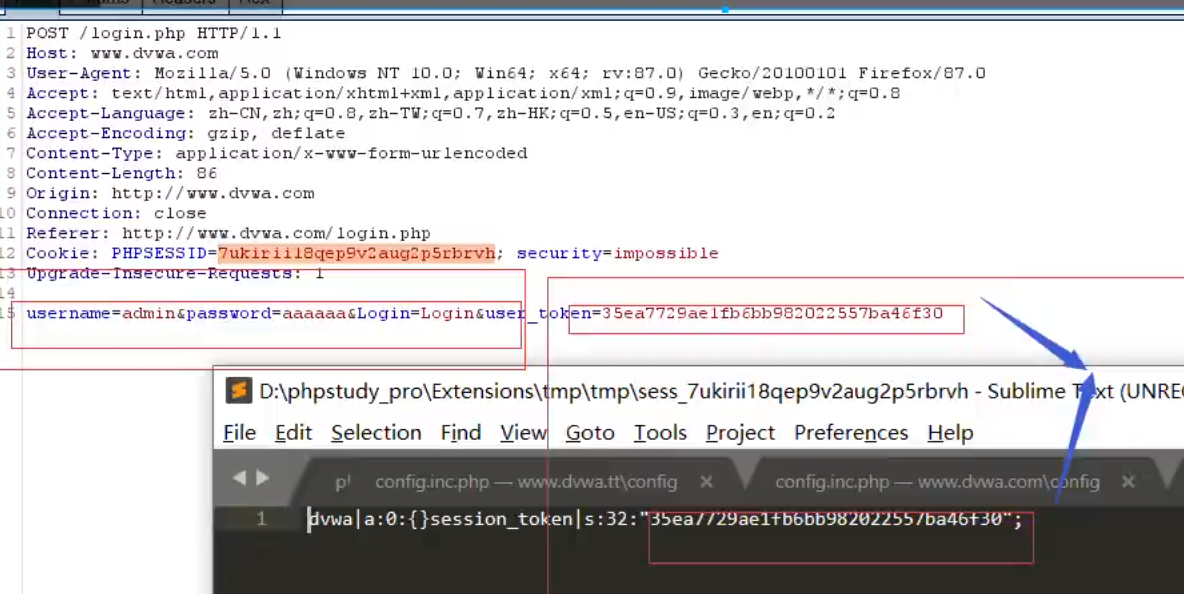 1 POST /login.php HTTP/1.1
2 Host: www.dvwa.com
3 User-Agent: Mozilla/5.0 (Windows NT 10.0; Win64; x64; rv:87.0) Gecko/20100101 Firefox/87.0
4 Accept: text/html,application/xhtml+xml,application/xml;q=0.9,image/webp,*/*;q=0.8
5 Accept-Language: zh-CN,zh;q=0.8,zh-TW;q=0.7,zh-HK;q=0.5,en-US;q=0.3,en;q=0.2
6 Accept-Encoding: gzip, deflate
7 Content-Type: application/x-www-form-urlencoded
8 Content-Length: 86
9 Origin: http://www.dvwa.com
10 Connection: close
11 Referer: http://www.dvwa.com/login.php
12 Cookie: PHPSESSID=7ukirii18qep9v2aug2p5rbrvh; security=impossible
13 Upgrade-Insecure-Requests: 1
14
15 username=admin&password=aaaaaa&Login=Login&user_token=35ea7729ae1fb6bb982022557ba46f30
D:\phpstudy_pro\Extensions\tmp\tmp\sess_7ukirii18qep9v2aug2p5rbrvh - Sublime Text (UNREG
File Edit Selection Find View Goto Tools Project Preferences Help
config.inc.php — www.dvwa.tt\config × config.inc.php — www.dvwa.com\config ×
1 dvwa|a:0:{}session_token|s:32:"35ea7729ae1fb6bb982022557ba46f30";